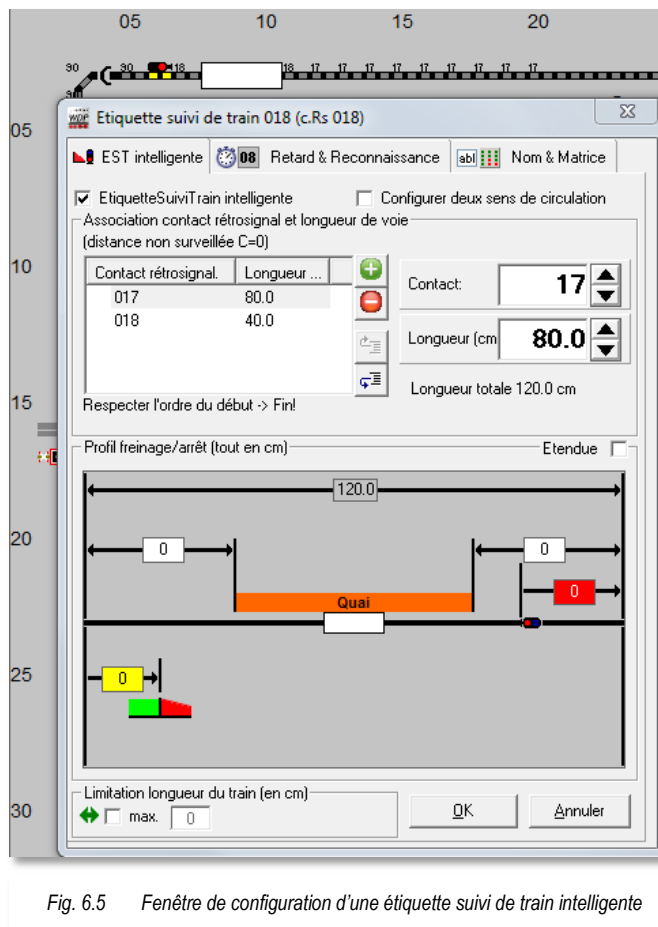 05 10 15 20
90 90 18 18 17 17 17 17 17 17 17 17 17
05
Etiquette suivi de train 018 (c.Rs 018)
EST intelligente 08 Retard & Reconnaissance abl Nom & Matrice
EtiquetteSuiviTrain intelligente Configurer deux sens de circulation
Association contact rétrosignal et longueur de voie
(distance non surveillée C=0)
10
Contact rétrosignal. Longueur ...
017 80.0
018 40.0
Contact: 17
Longueur (cm 80.0
Longueur totale 120.0 cm
15
Respecter l'ordre du début -> Fin!
Profil freinage/arrêt (tout en cm) Etendue
120.0
20
0 0
0
Quai
25
0
Limitation longueur du train (en cm)
30
max. 0
OK Annuler
Fig. 6.5 Fenêtre de configuration d'une étiquette suivi de train intelligente